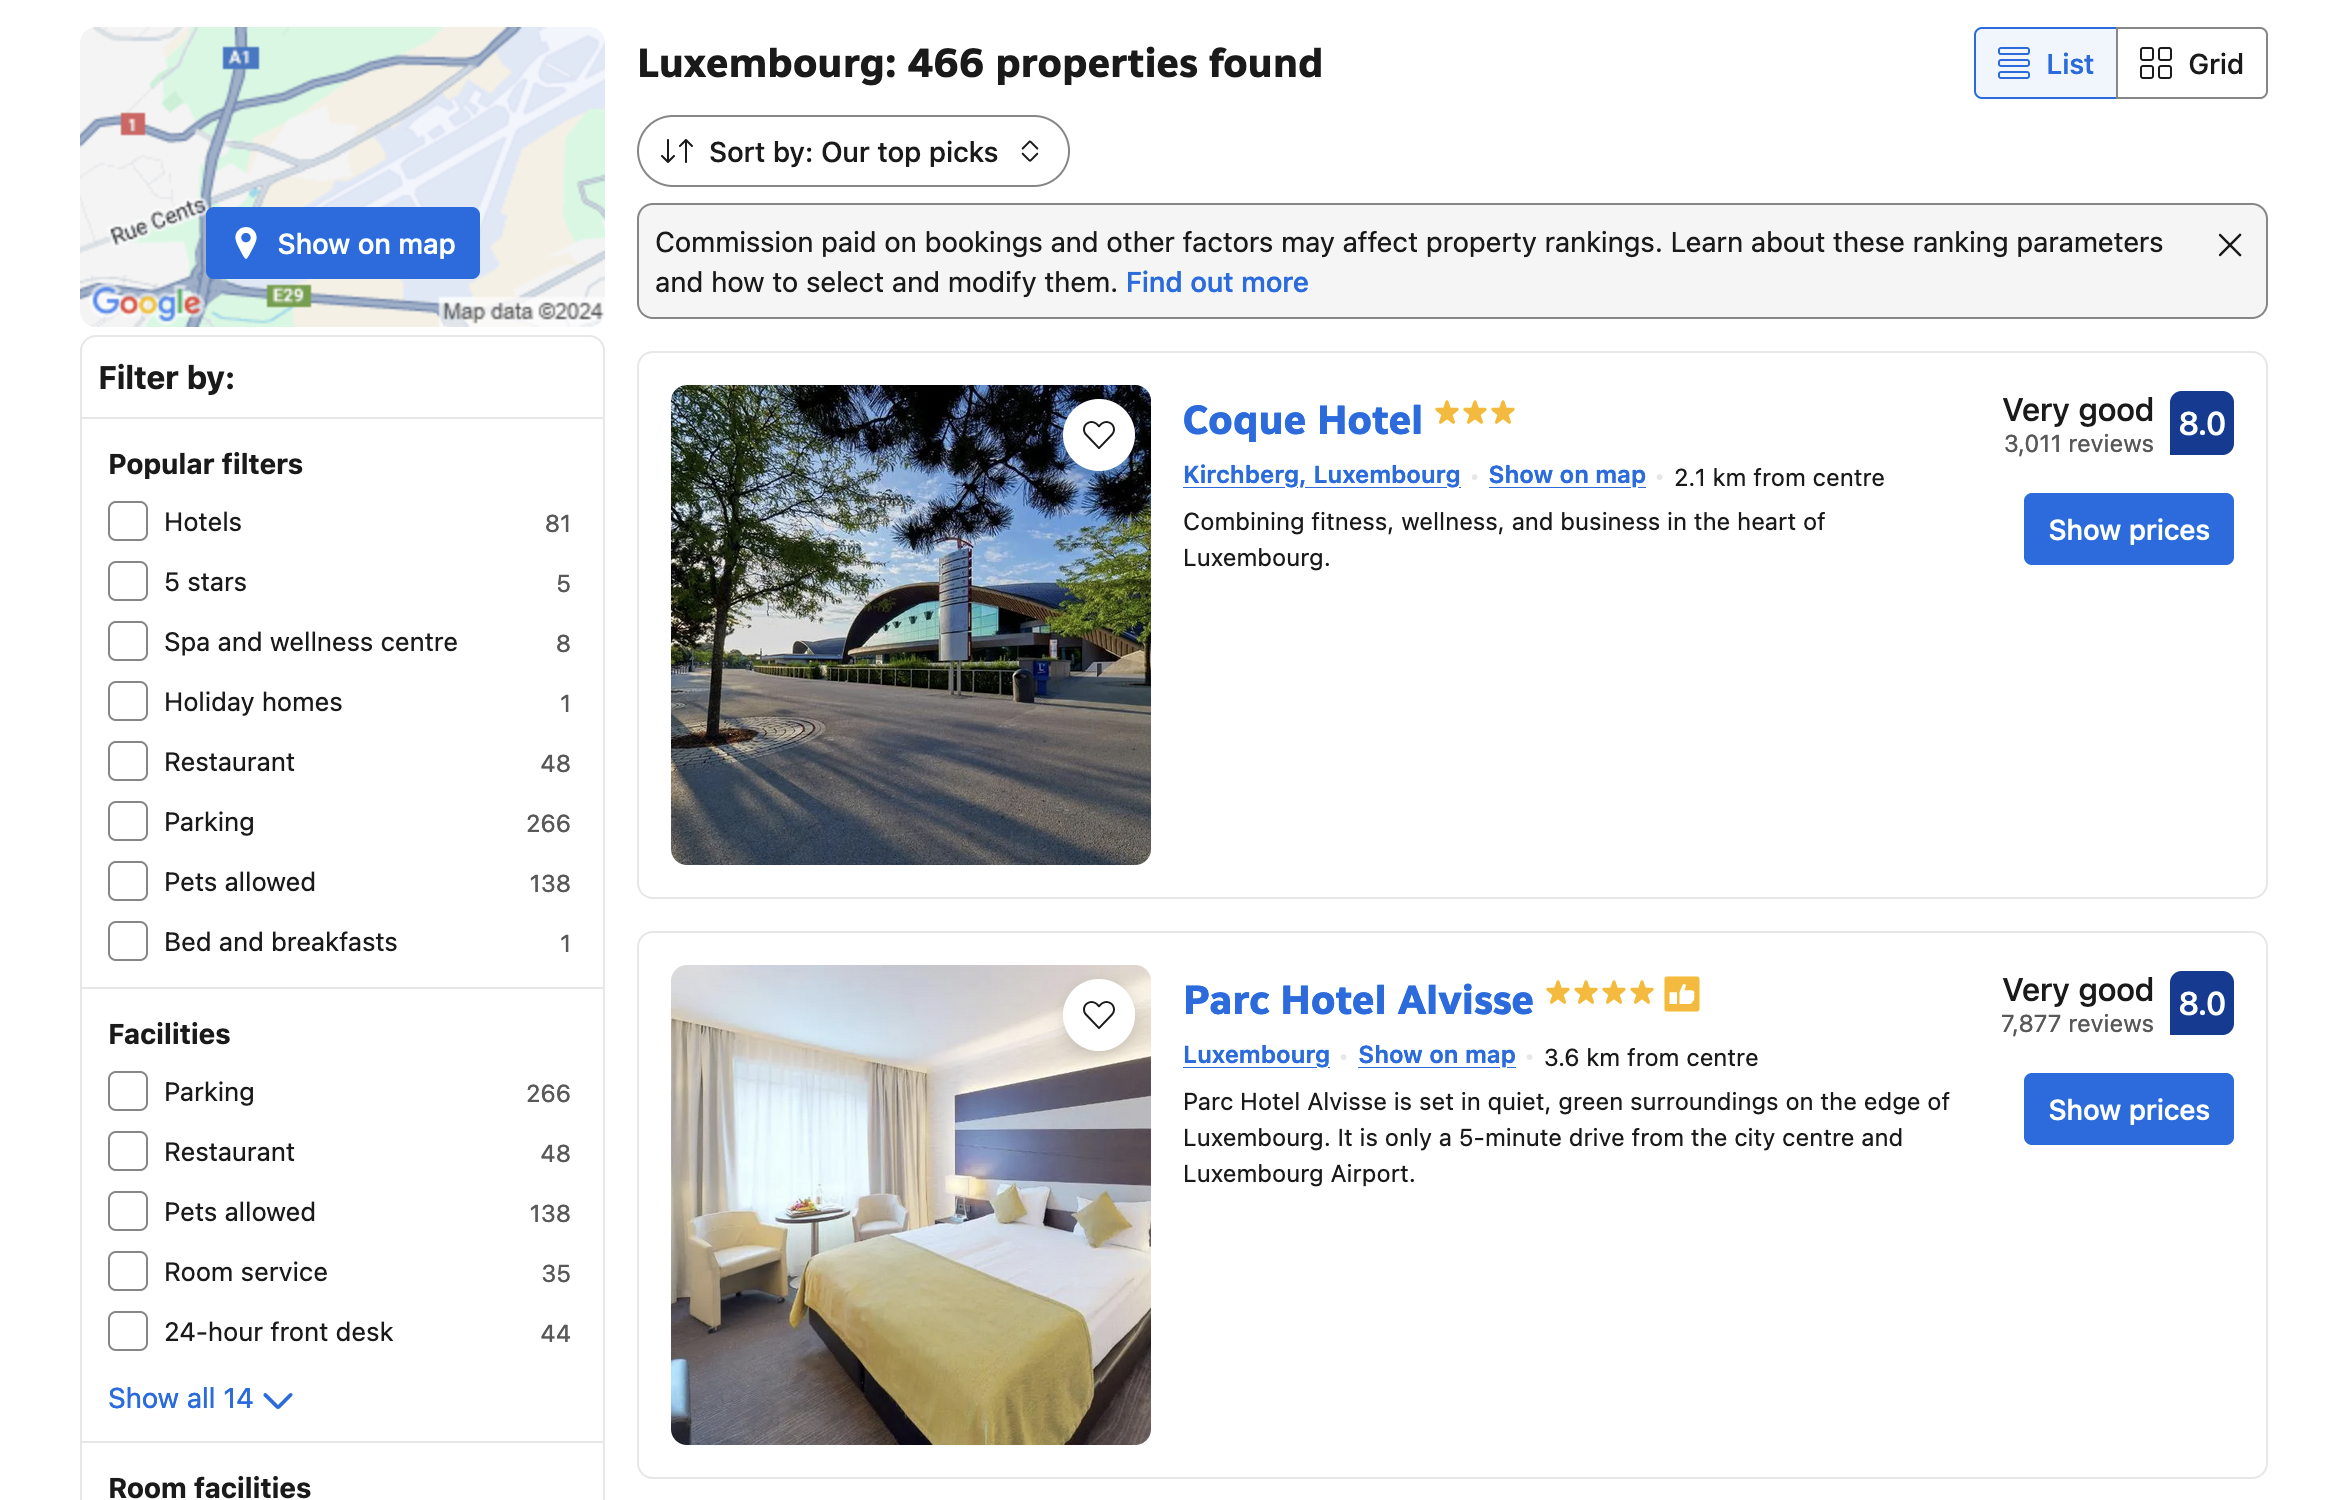 A1
1
Rue Cents
Show on map
E29
Google
Map data ©2024
Filter by:
Popular filters
Hotels 81
5 stars 5
Spa and wellness centre 8
Holiday homes 1
Restaurant 48
Parking 266
Pets allowed 138
Bed and breakfasts 1
Facilities
Parking 266
Restaurant 48
Pets allowed 138
Room service 35
24-hour front desk 44
Show all 14
Room facilities
Luxembourg: 466 properties found
List
Grid
Sort by: Our top picks
Commission paid on bookings and other factors may affect property rankings. Learn about these ranking parameters
and how to select and modify them. Find out more
Coque Hotel
Kirchberg, Luxembourg Show on map 2.1 km from centre
Combining fitness, wellness, and business in the heart of
Luxembourg.
Very good
3,011 reviews
8.0
Show prices
Parc Hotel Alvisse
Luxembourg Show on map 3.6 km from centre
Parc Hotel Alvisse is set in quiet, green surroundings on the edge of
Luxembourg. It is only a 5-minute drive from the city centre and
Luxembourg Airport.
Very good
7,877 reviews
8.0
Show prices